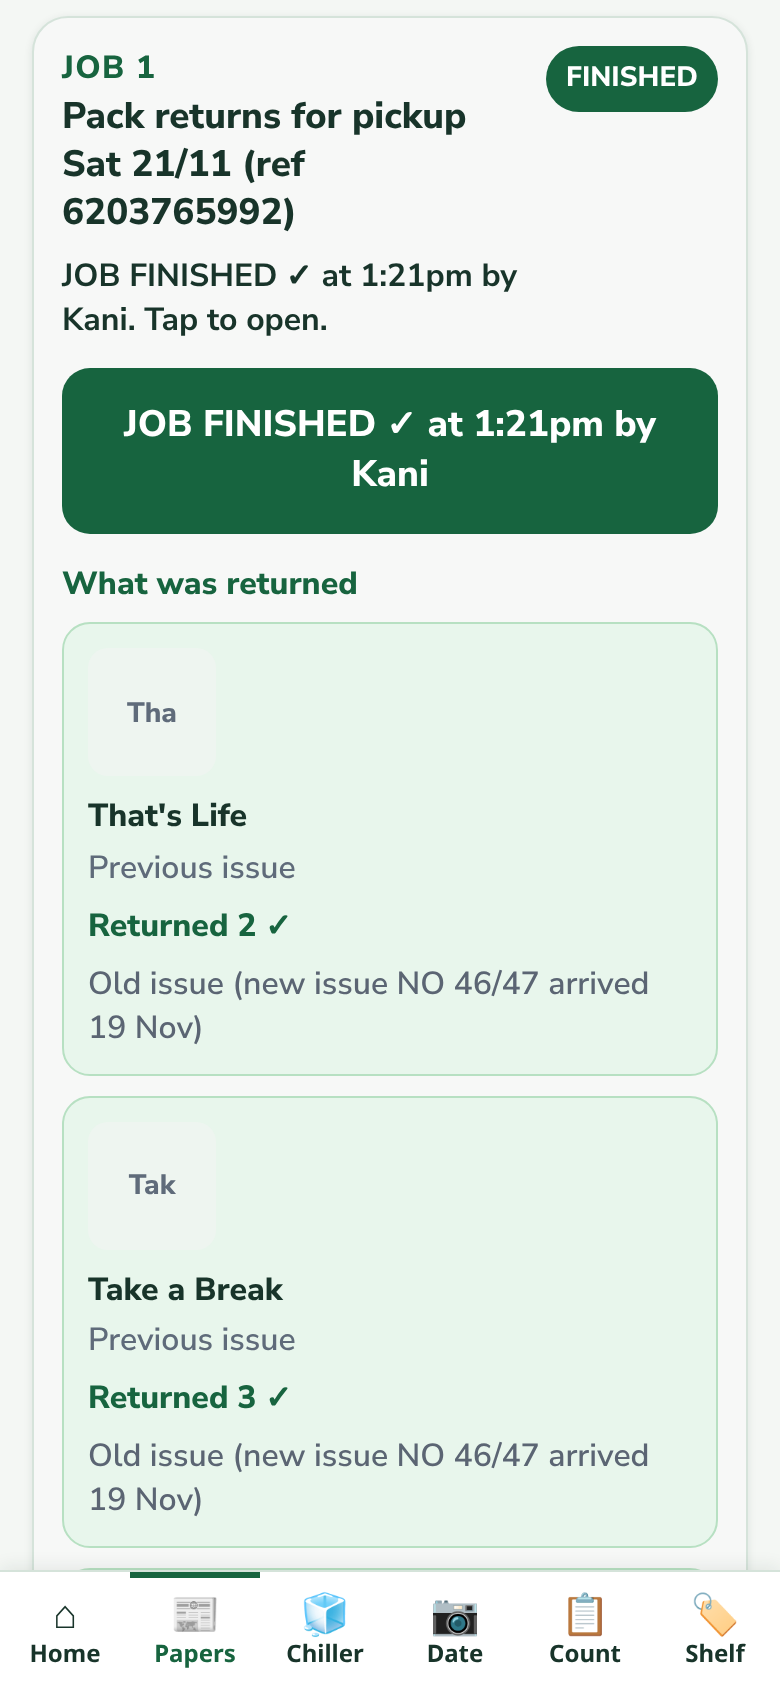 JOB 1
FINISHED
Pack returns for pickup
Sat 21/11 (ref
6203765992)
JOB FINISHED ✓ at 1:21pm by
Kani. Tap to open.
JOB FINISHED ✓ at 1:21pm by
Kani
What was returned
Tha
That's Life
Previous issue
Returned 2 ✓
Old issue (new issue NO 46/47 arrived
19 Nov)
Tak
Take a Break
Previous issue
Returned 3 ✓
Old issue (new issue NO 46/47 arrived
19 Nov)
Home
Papers
Chiller
Date
Count
Shelf